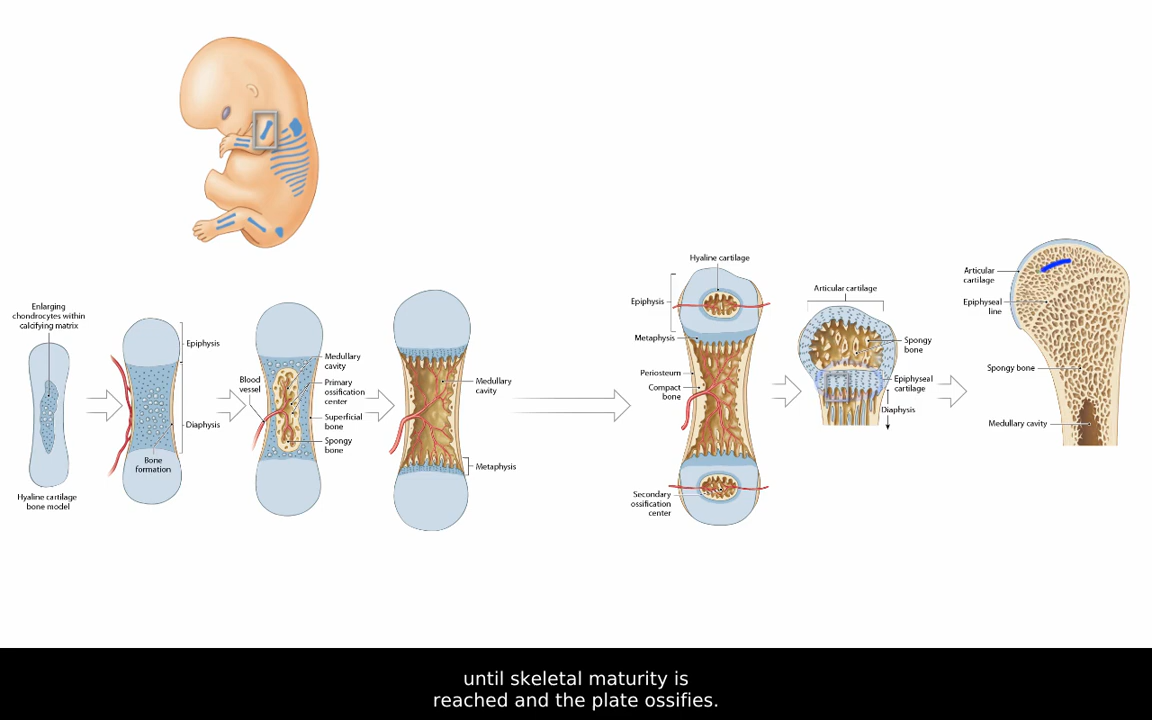 Enlarging
chondrocytes within
calcifying matrix
Hyaline cartilage
bone model
Epiphysis
Diaphysis
Bone
formation
Blood
vessel
Medullary
cavity
Primary
ossification
center
Superficial
bone
Spongy
bone
Medullary
cavity
Metaphysis
Hyaline cartilage
Epiphysis
Metaphysis
Periosteum
Compact
bone
Secondary
ossification
center
Articular cartilage
Spongy
bone
Epiphyseal
cartilage
Diaphysis
Articular
cartilage
Epiphyseal
line
Spongy bone
Medullary cavity
until skeletal maturity is
reached and the plate ossifies.